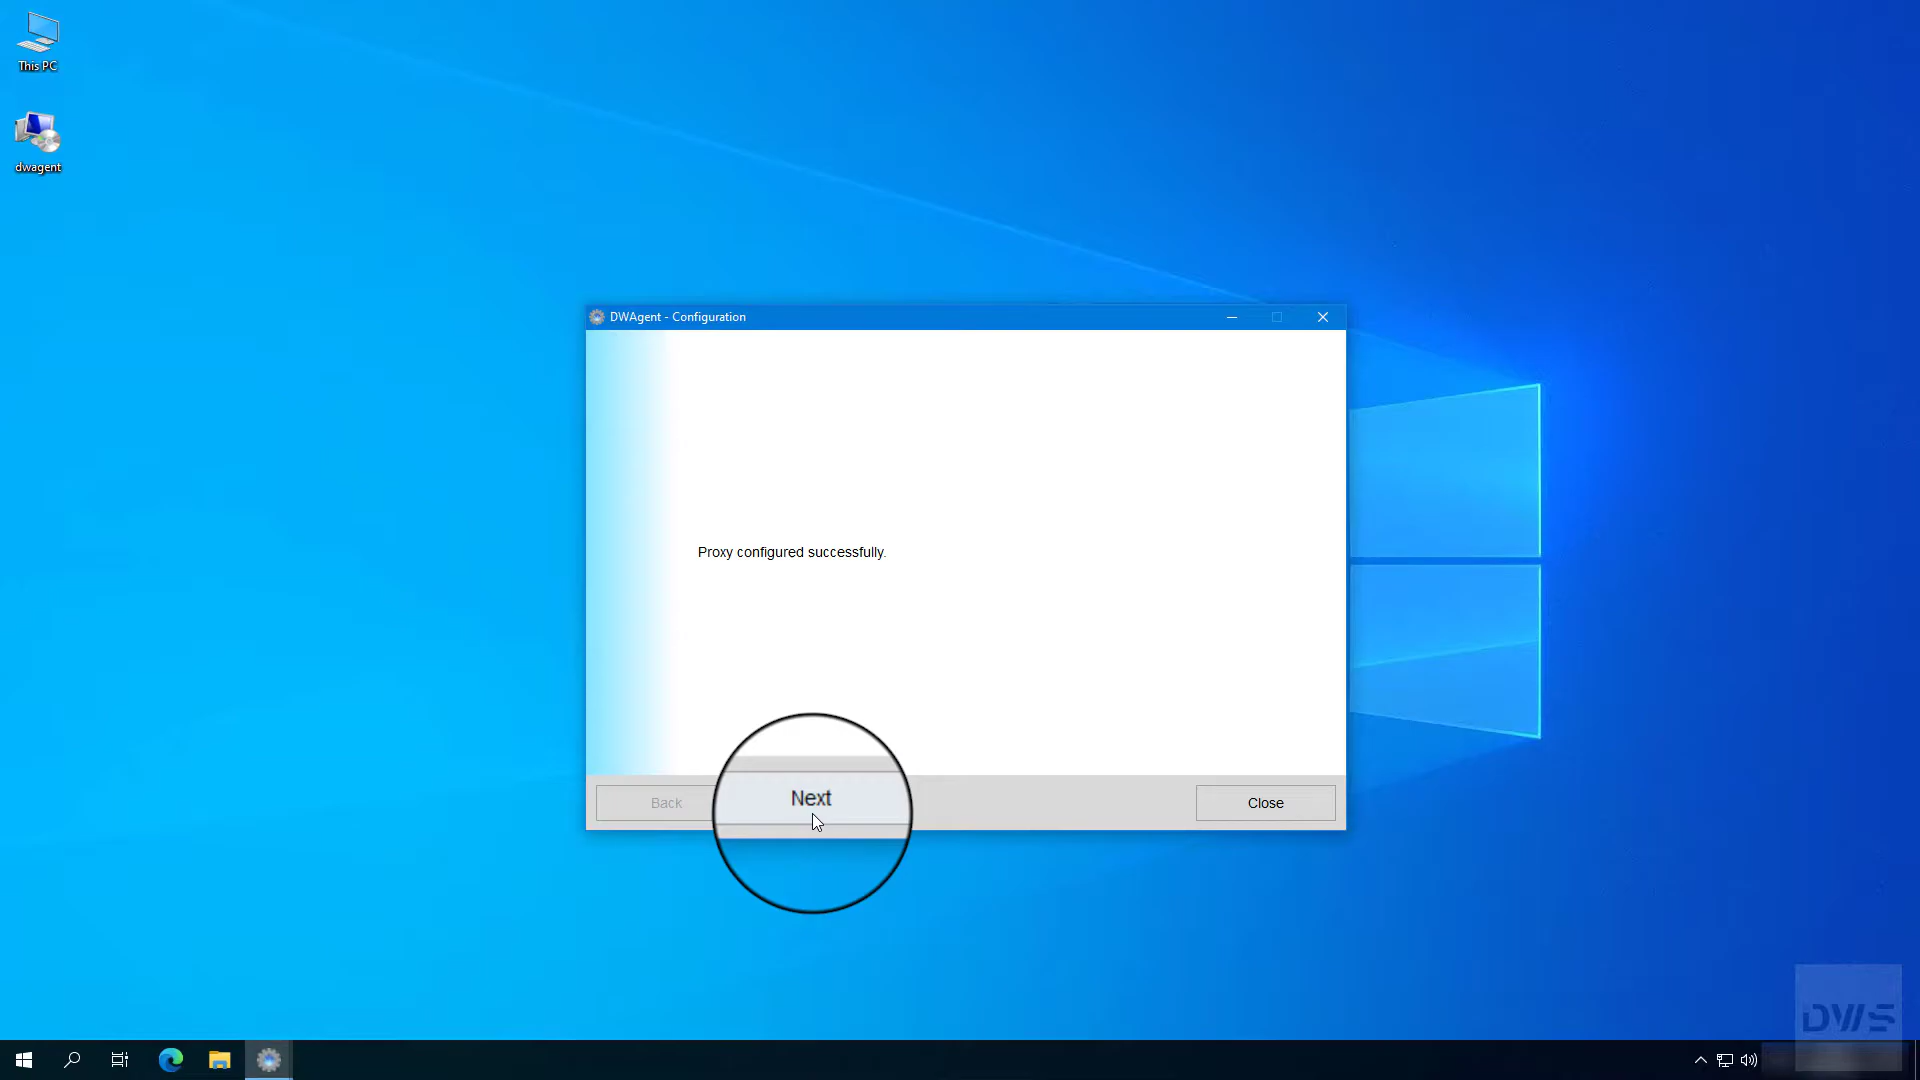 This PC
dwagent
DWAgent - Configuration
Proxy configured successfully.
Back
Next
Close
DWS